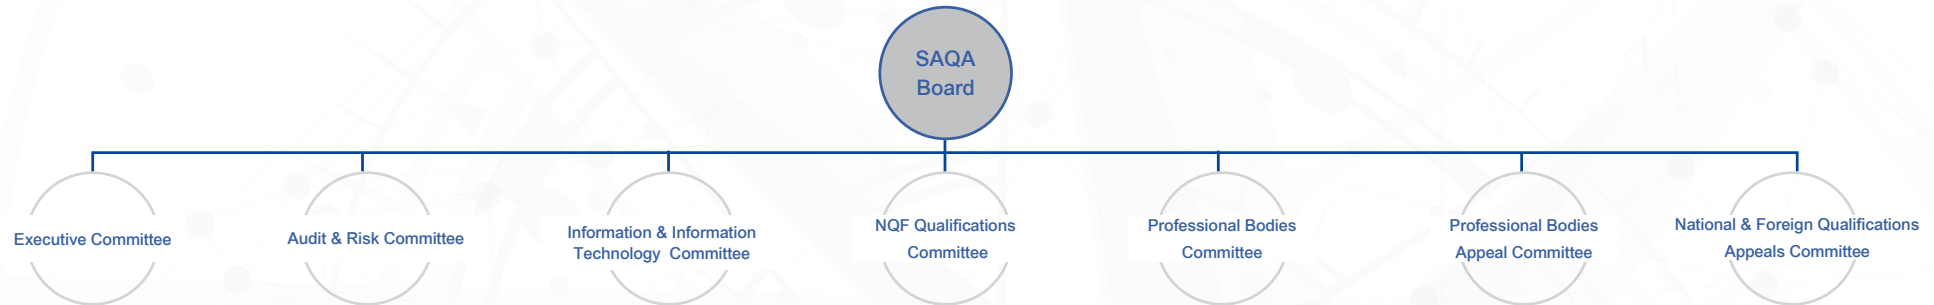 SAQA
Board
Executive Committee
Audit & Risk Committee
Information & Information
Technology Committee
NQF Qualifications
Committee
Professional Bodies
Committee
Professional Bodies
Appeal Committee
National & Foreign Qualifications
Appeals Committee